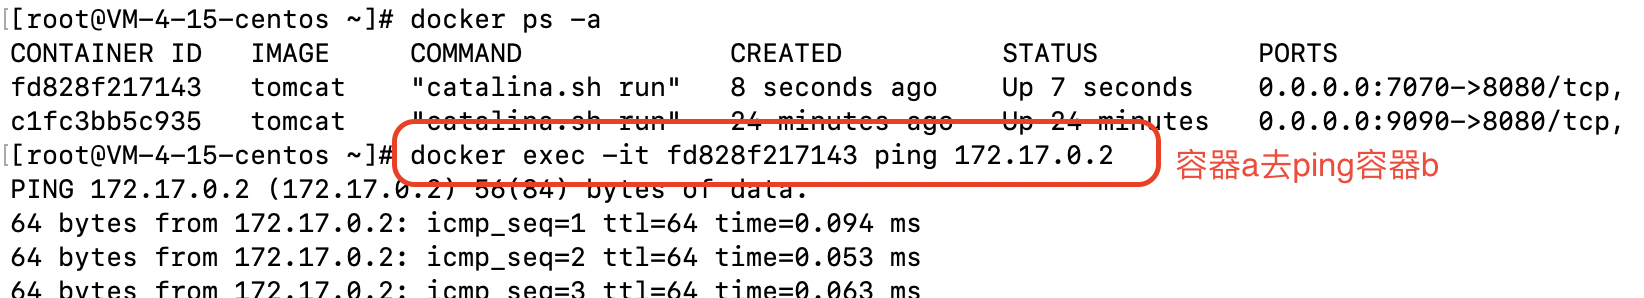 [[root@VM-4-15-centos ~]# docker ps -a
CONTAINER ID   IMAGE     COMMAND             CREATED          STATUS          PORTS
fd828f217143   tomcat    "catalina.sh run"   8 seconds ago    Up 7 seconds    0.0.0.0:7070->8080/tcp,
c1fc3bb5c935   tomcat    "catalina.sh run"   24 minutes ago   Up 24 minutes   0.0.0.0:9090->8080/tcp,
[[root@VM-4-15-centos ~]# docker exec -it fd828f217143 ping 172.17.0.2 容器a去ping容器b
PING 172.17.0.2 (172.17.0.2) 56(84) bytes of data.
64 bytes from 172.17.0.2: icmp_seq=1 ttl=64 time=0.094 ms
64 bytes from 172.17.0.2: icmp_seq=2 ttl=64 time=0.053 ms
64 bytes from 172.17.0.2: icmp_seq=3 ttl=64 time=0.063 ms